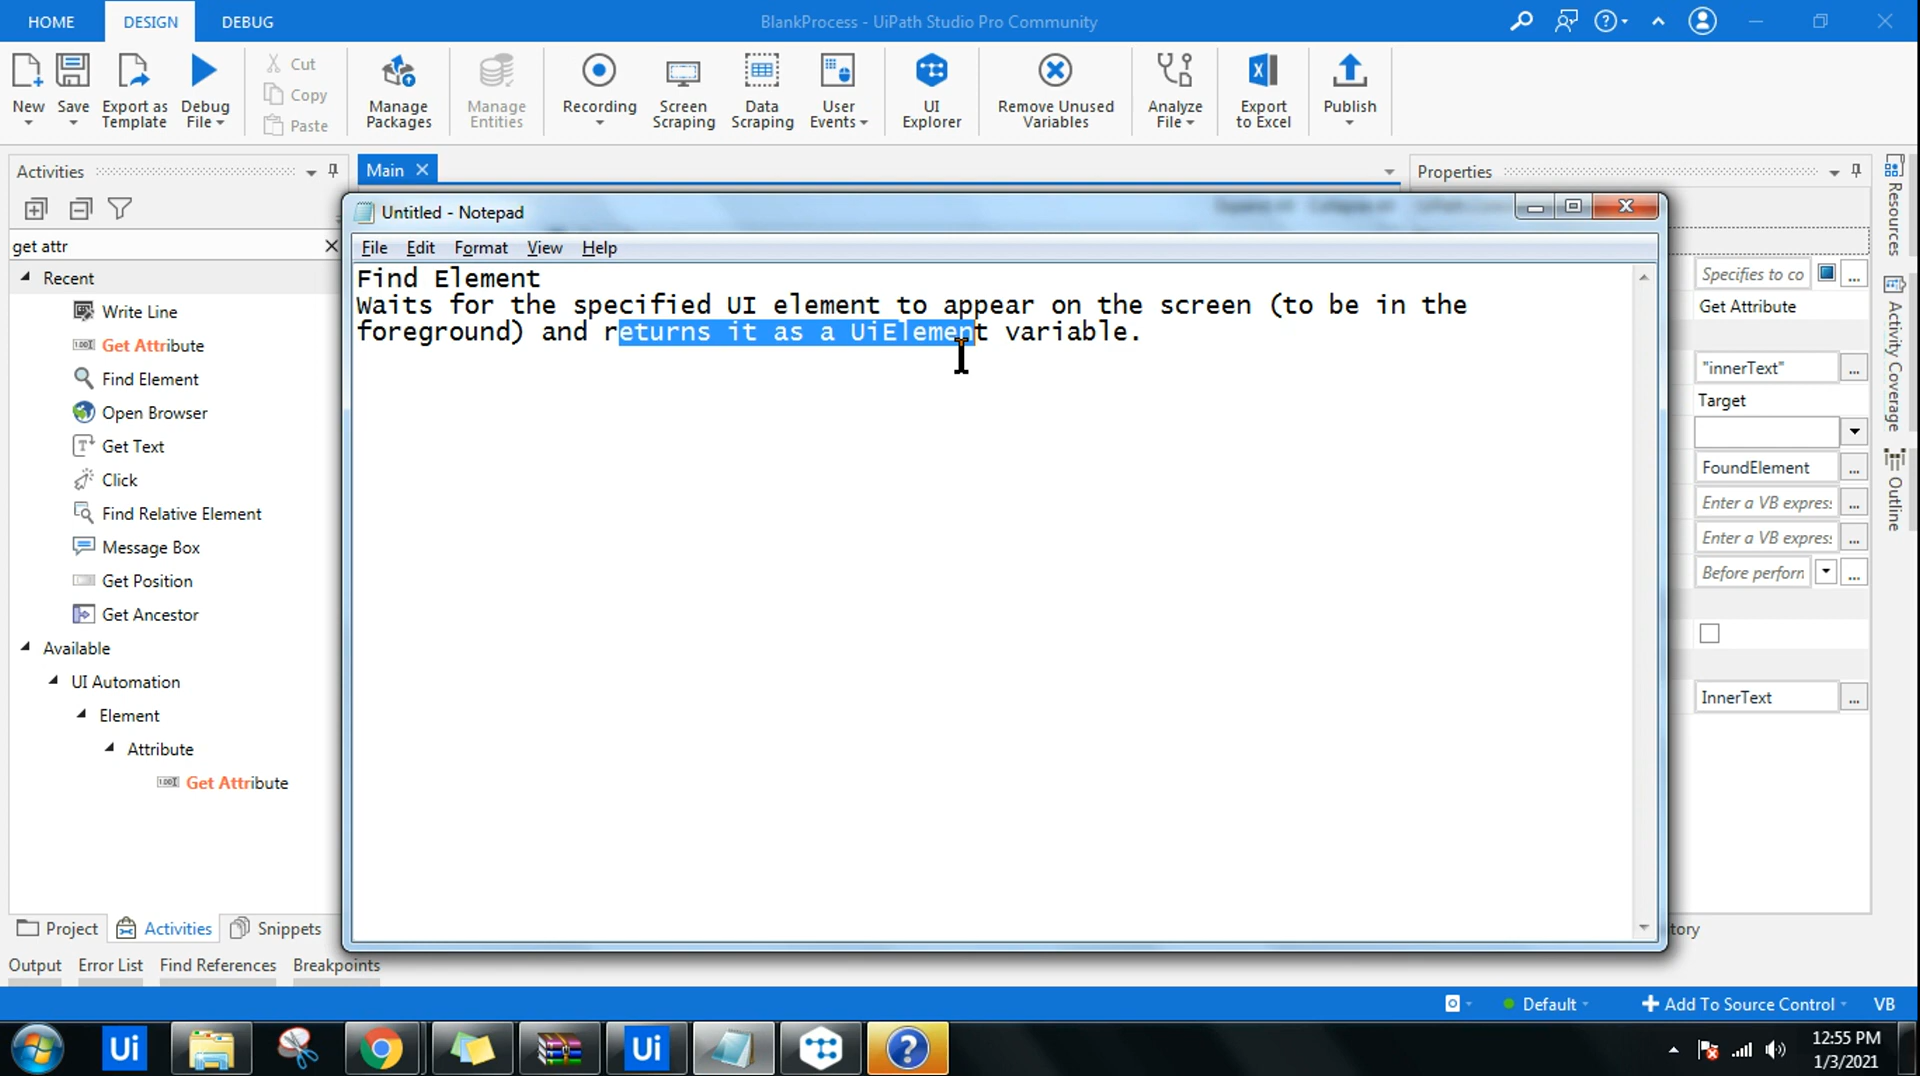 HOME DESIGN DEBUG BlankProcess - UiPath Studio Pro Community
New Save Export as Template Debug File Cut Copy Paste Manage Packages Manage Entities Recording Screen Scraping Data Scraping User Events UI Explorer Remove Unused Variables Analyze File Export to Excel Publish
Activities
Main
Properties
get attr
Recent
Write Line
Get Attribute
Find Element
Open Browser
Get Text
Click
Find Relative Element
Message Box
Get Position
Get Ancestor
Available
UI Automation
Element
Attribute
Get Attribute
Untitled - Notepad
File Edit Format View Help
Find Element
Waits for the specified UI element to appear on the screen (to be in the
foreground) and returns it as a UiElement variable.
Specifies to co ...
Get Attribute
"innerText" ...
Target
FoundElement ...
Enter a VB express: ...
Enter a VB express: ...
Before perforn ...
InnerText ...
Resources
Activity Coverage
Outline
Project Activities Snippets
tory
Output Error List Find References Breakpoints
Default Add To Source Control VB
Ui Ui
12:55 PM
1/3/2021